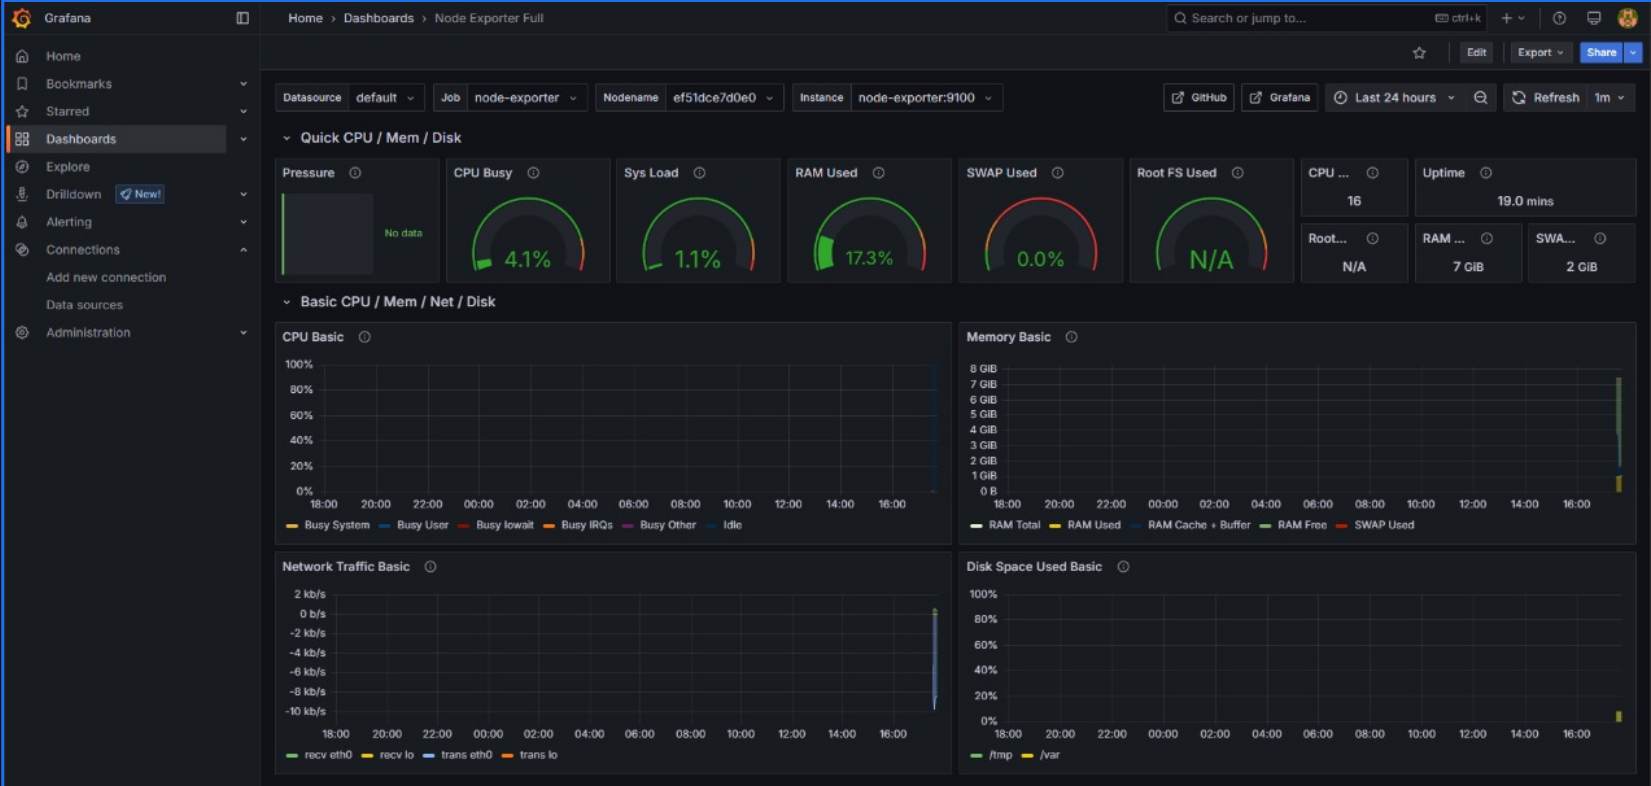 Grafana
Home › Dashboards › Node Exporter Full
Search or jump to...
ctrl+k
Home
Bookmarks
Starred
Dashboards
Explore
Drilldown New!
Alerting
Connections
Add new connection
Data sources
Administration
Edit
Export
Share
Datasource default
Job node-exporter
Nodename ef51dce7d0e0
Instance node-exporter:9100
GitHub
Grafana
Last 24 hours
Refresh 1m
Quick CPU / Mem / Disk
Pressure
No data
CPU Busy
4.1%
Sys Load
1.1%
RAM Used
17.3%
SWAP Used
0.0%
Root FS Used
N/A
CPU ...
16
Uptime
19.0 mins
Root...
N/A
RAM ...
7 GiB
SWA...
2 GiB
Basic CPU / Mem / Net / Disk
CPU Basic
100%
80%
60%
40%
20%
0%
18:00 20:00 22:00 00:00 02:00 04:00 06:00 08:00 10:00 12:00 14:00 16:00
Busy System Busy User Busy Iowait Busy IRQs Busy Other Idle
Memory Basic
8 GiB
7 GiB
6 GiB
5 GiB
4 GiB
3 GiB
2 GiB
1 GiB
0 B
18:00 20:00 22:00 00:00 02:00 04:00 06:00 08:00 10:00 12:00 14:00 16:00
RAM Total RAM Used RAM Cache + Buffer RAM Free SWAP Used
Network Traffic Basic
2 kb/s
0 b/s
-2 kb/s
-4 kb/s
-6 kb/s
-8 kb/s
-10 kb/s
18:00 20:00 22:00 00:00 02:00 04:00 06:00 08:00 10:00 12:00 14:00 16:00
recv eth0 recv lo trans eth0 trans lo
Disk Space Used Basic
100%
80%
60%
40%
20%
0%
18:00 20:00 22:00 00:00 02:00 04:00 06:00 08:00 10:00 12:00 14:00 16:00
/tmp /var